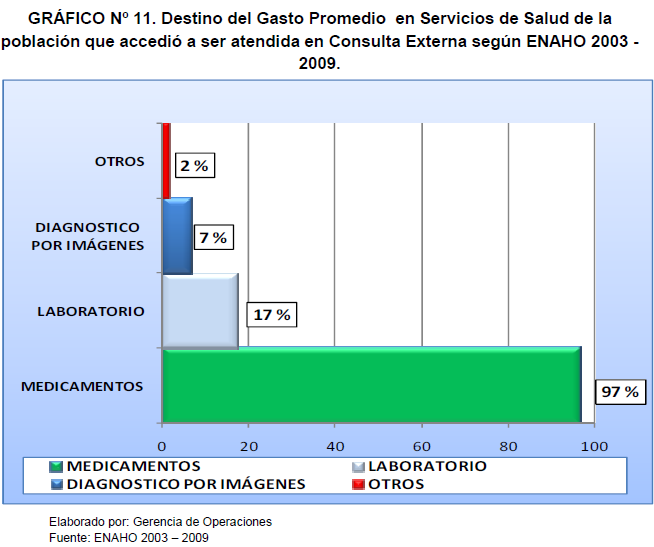 GRÁFICO Nº 11. Destino del Gasto Promedio en Servicios de Salud de la
población que accedió a ser atendida en Consulta Externa según ENAHO 2003 -
2009.
OTROS
2 %
DIAGNOSTICO
POR IMÁGENES
7 %
LABORATORIO
17 %
MEDICAMENTOS
97 %
0 20 40 60 80 100
MEDICAMENTOS LABORATORIO
DIAGNOSTICO POR IMÁGENES OTROS
Elaborado por: Gerencia de Operaciones
Fuente: ENAHO 2003 – 2009